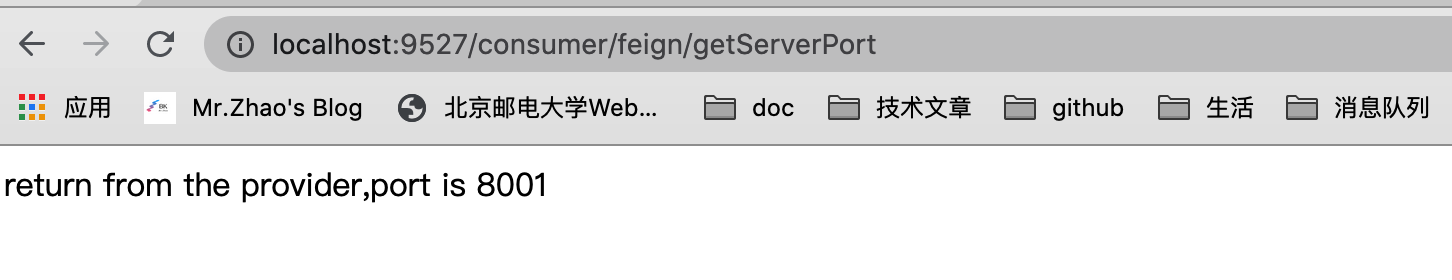 localhost:9527/consumer/feign/getServerPort
应用 Mr.Zhao's Blog 北京邮电大学Web... doc 技术文章 github 生活 消息队列
return from the provider,port is 8001